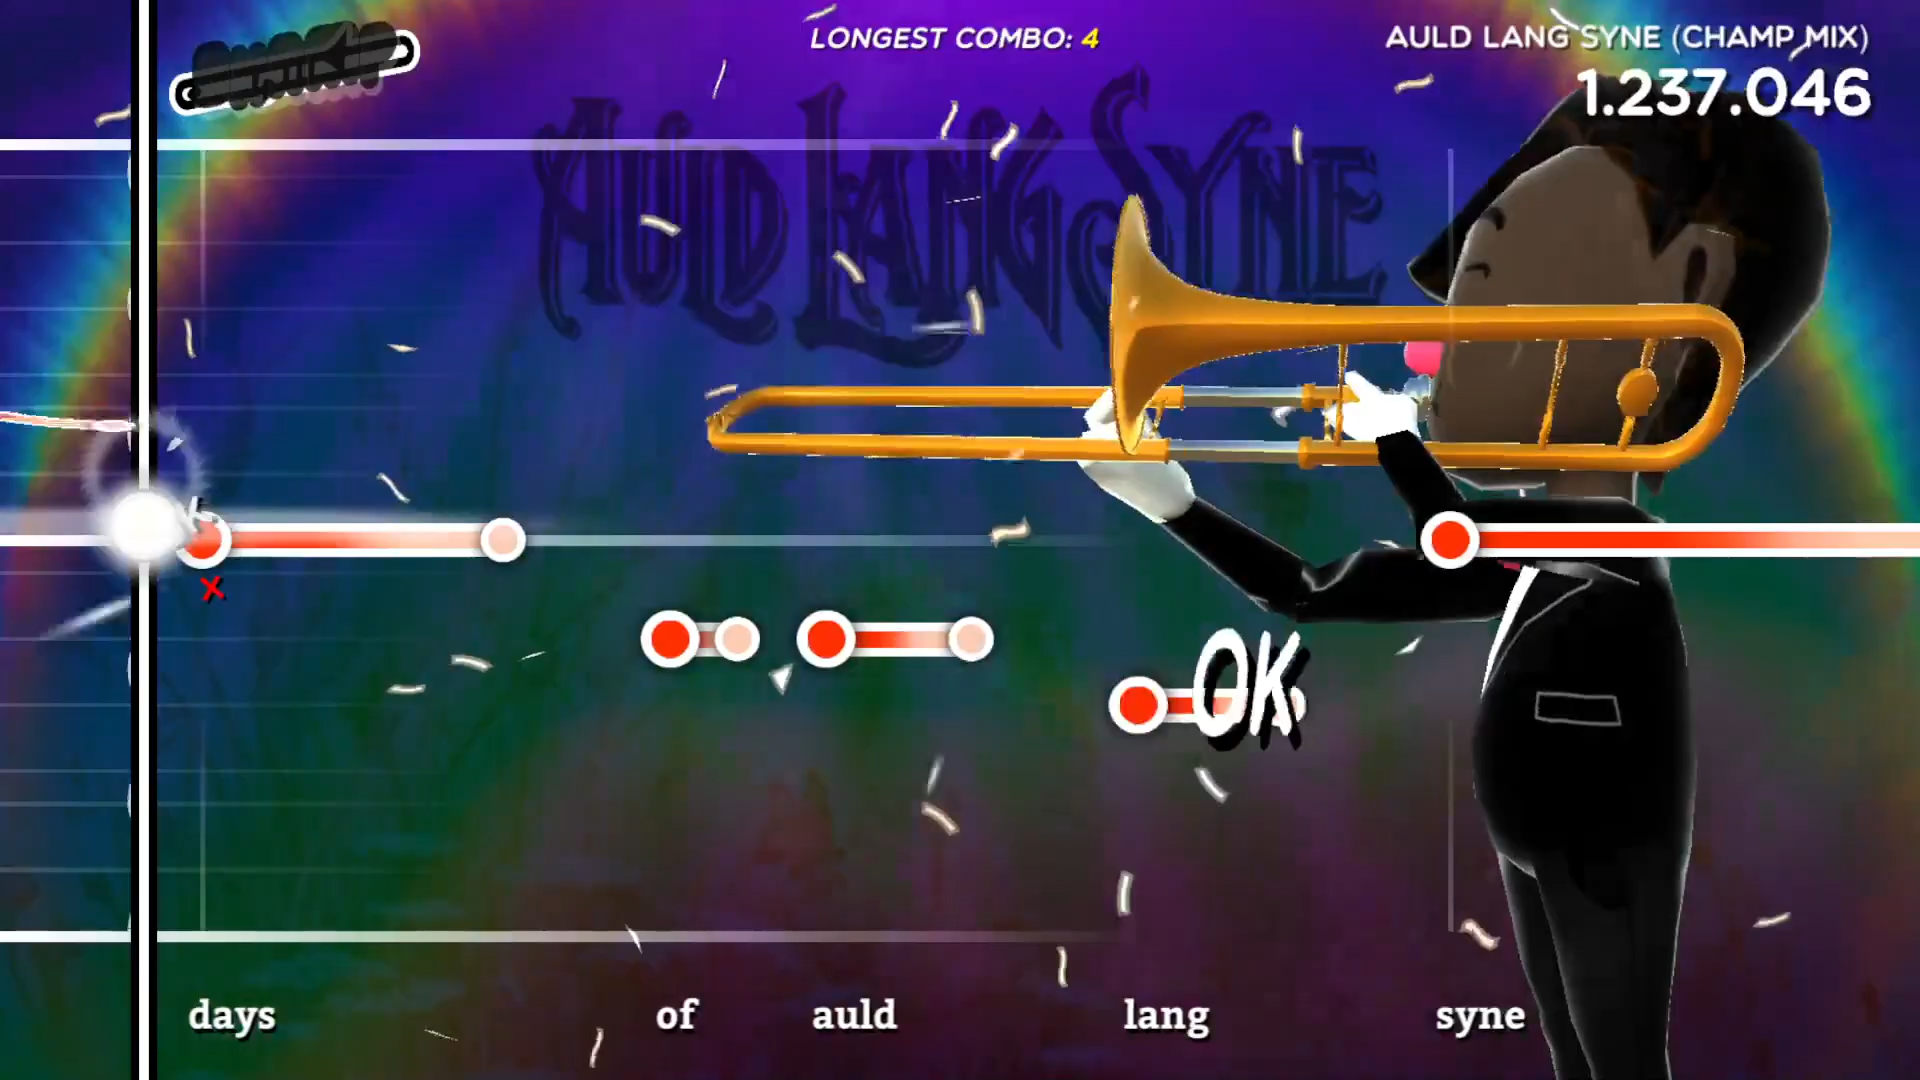 LONGEST COMBO: 4
AULD LANG SYNE (CHAMP MIX)
1.237.046
AULD LANG SYNE
x
OK
days of auld lang syne